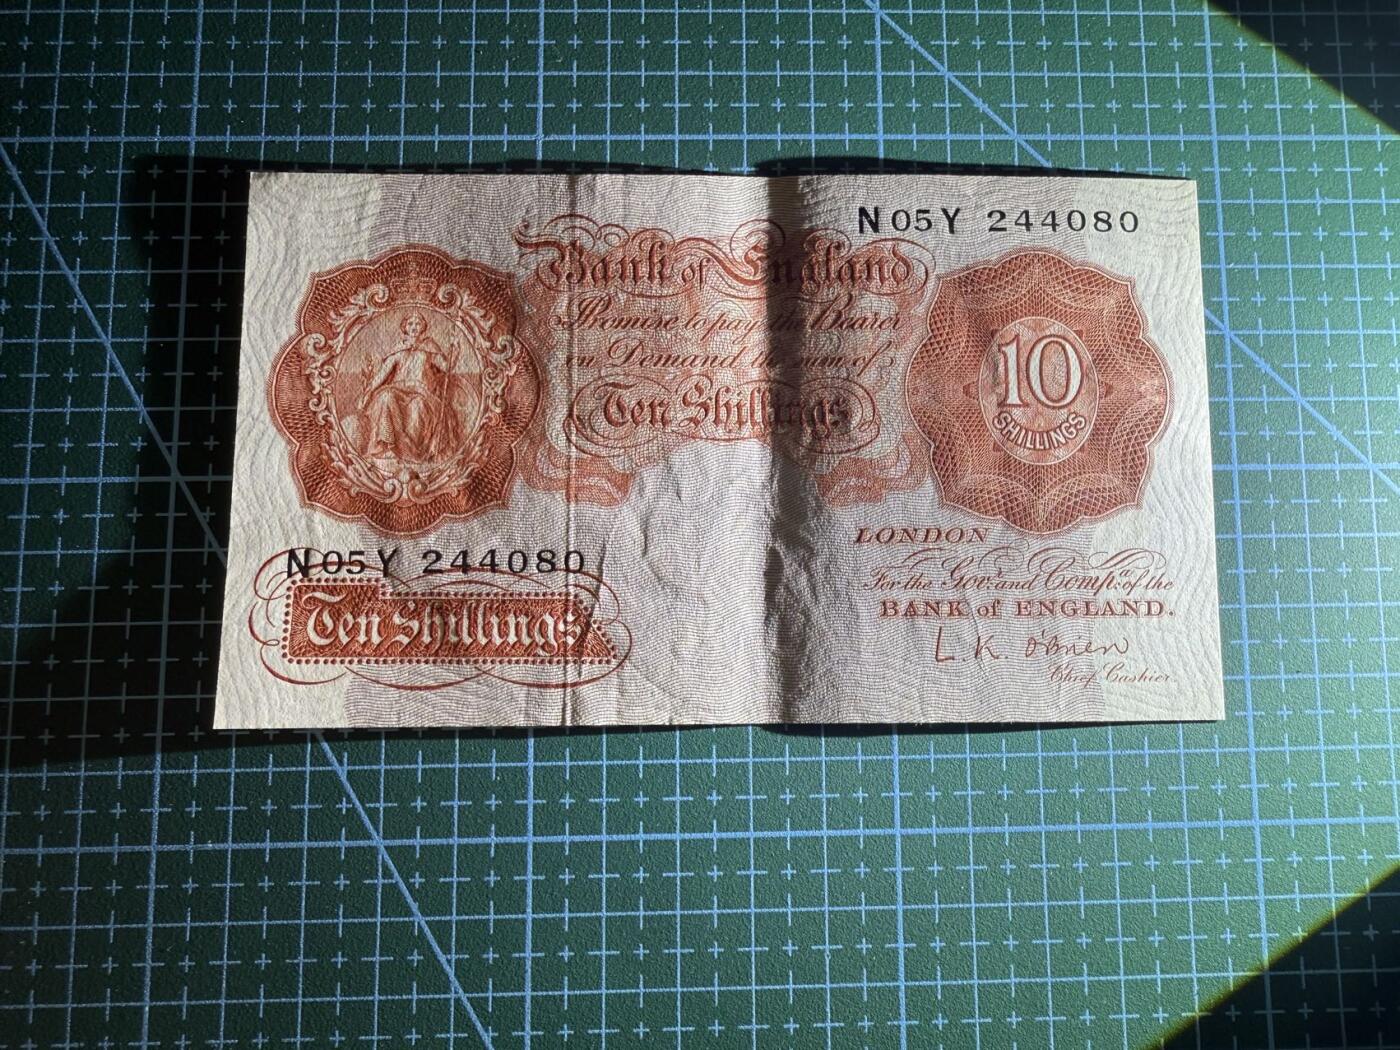 N05Y 244080
Bank of England
Promise to pay the Bearer
on Demand the sum of
Ten Shillings
10
SHILLINGS
LONDON
For the Gov.r and Comp.a of the
BANK of ENGLAND.
L.K. O'Brien
Chief Cashier.
N05Y 244080
Ten Shillings